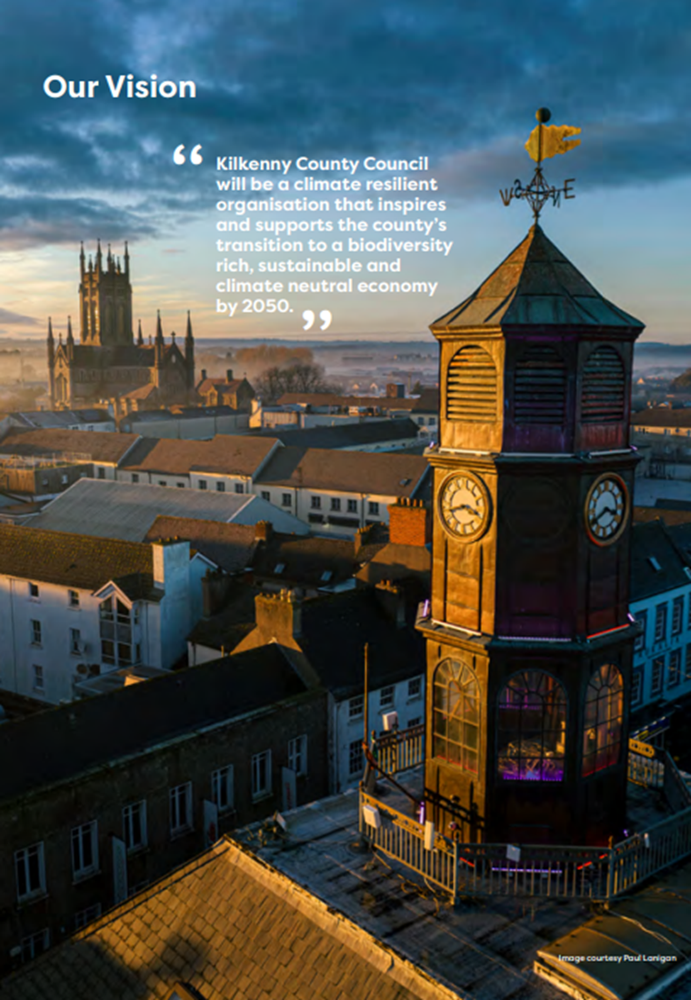 Our Vision
“
Kilkenny County Council
will be a climate resilient
organisation that inspires
and supports the county’s
transition to a biodiversity
rich, sustainable and
climate neutral economy
by 2050.
”
W
E
Image courtesy Paul Lanigan